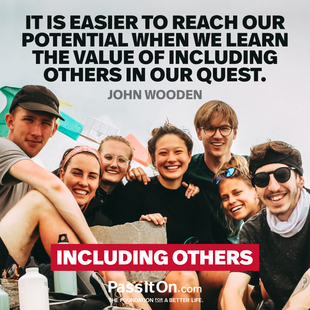 IT IS EASIER TO REACH OUR
POTENTIAL WHEN WE LEARN
THE VALUE OF INCLUDING
OTHERS IN OUR QUEST.
JOHN WOODEN
INCLUDING OTHERS
PassItOn.com
THE FOUNDATION FOR A BETTER LIFE.